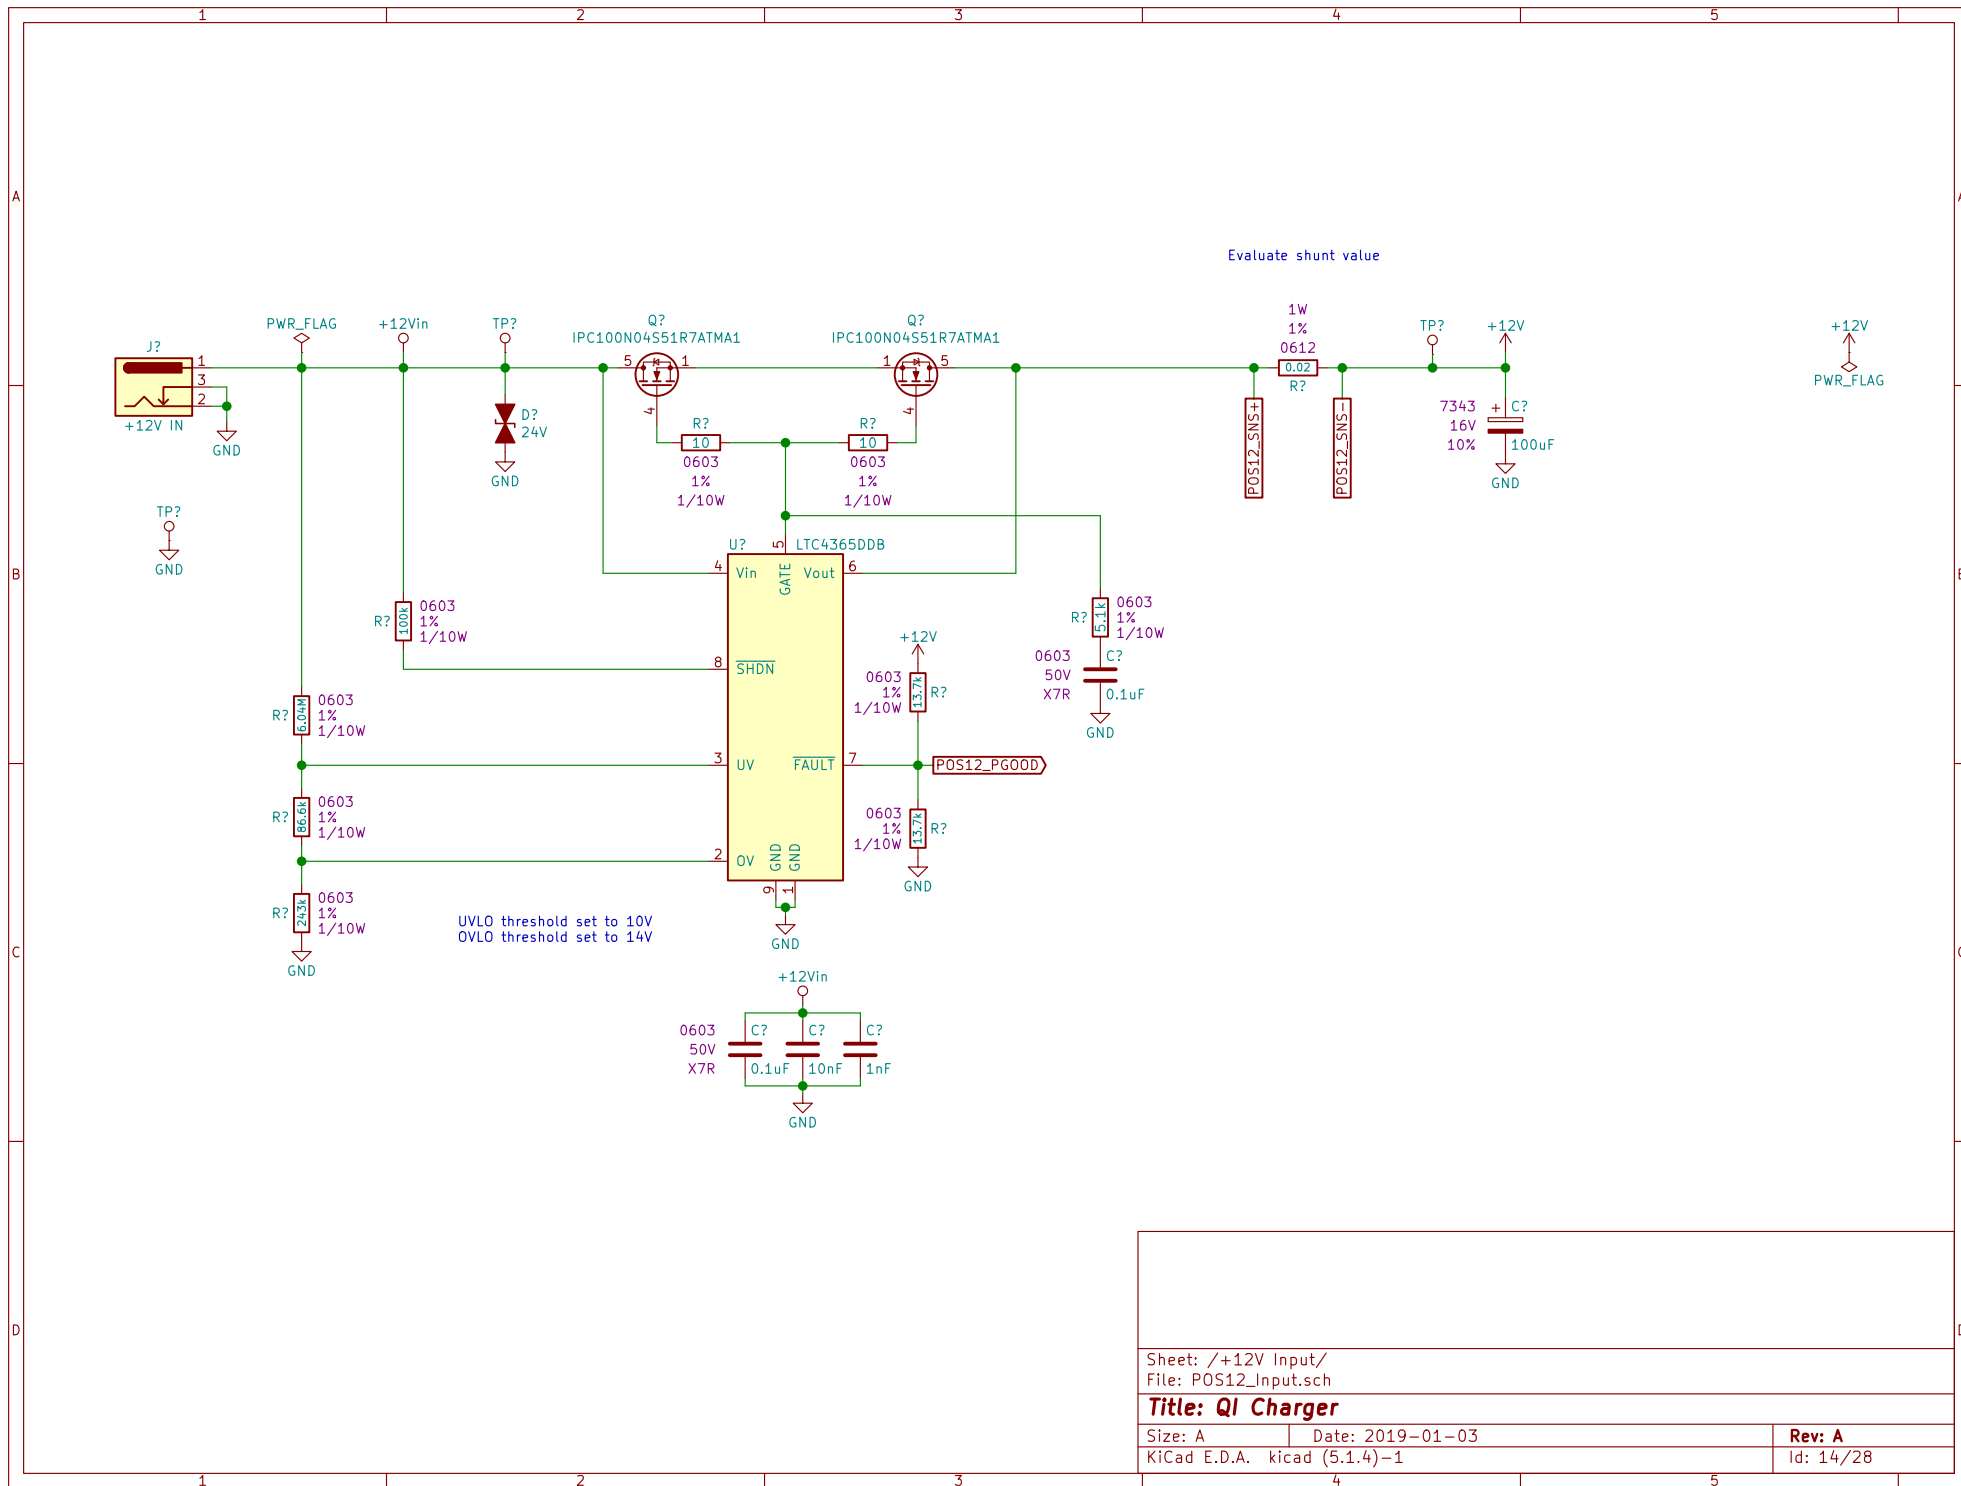 1 2 3 4 5
A
B
C
D
Evaluate shunt value
J?
1
3
2
+12V IN
GND
TP?
GND
PWR_FLAG
+12Vin
TP?
D?
24V
GND
Q?
IPC100N04S51R7ATMA1
5
1
4
Q?
IPC100N04S51R7ATMA1
1
5
4
R?
10
0603
1%
1/10W
R?
10
0603
1%
1/10W
1W
1%
0612
0.02
R?
POS12_SNS+
POS12_SNS-
TP?
+12V
7343
16V
10%
+
C?
100uF
GND
+12V
PWR_FLAG
U?
LTC4365DDB
5
GATE
4
Vin
Vout
6
8
SHDN
3
UV
FAULT
7
2
OV
GND
GND
9
1
GND
R?
100k
0603
1%
1/10W
R?
6.04M
0603
1%
1/10W
R?
86.6k
0603
1%
1/10W
R?
243k
0603
1%
1/10W
GND
UVLO threshold set to 10V
OVLO threshold set to 14V
+12V
0603
1%
1/10W
13.7k
R?
POS12_PGOOD
0603
1%
1/10W
13.7k
R?
GND
R?
5.1k
0603
1%
1/10W
0603
50V
X7R
C?
0.1uF
GND
+12Vin
0603
50V
X7R
C?
0.1uF
C?
10nF
C?
1nF
GND
Sheet: /+12V Input/
File: POS12_Input.sch
Title: QI Charger
Size: A
Date: 2019-01-03
Rev: A
KiCad E.D.A. kicad (5.1.4)-1
Id: 14/28
1 2 3 4 5